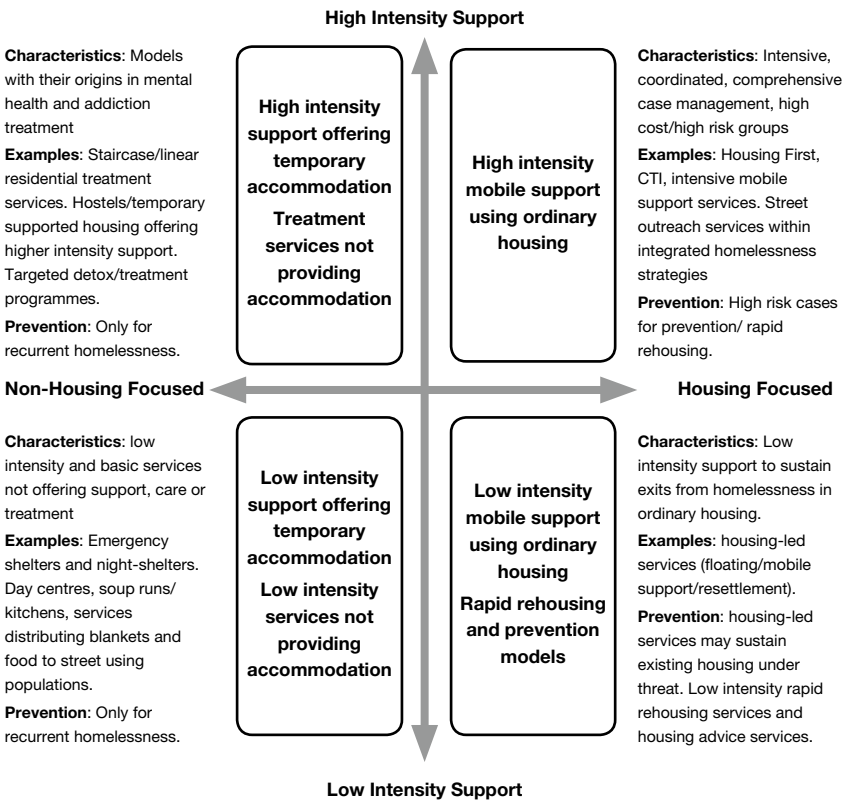 High Intensity Support
Characteristics: Models
with their origins in mental
health and addiction
treatment
Examples: Staircase/linear
residential treatment
services. Hostels/temporary
supported housing offering
higher intensity support.
Targeted detox/treatment
programmes.
Prevention: Only for
recurrent homelessness.
High intensity
support offering
temporary
accommodation
Treatment
services not
providing
accommodation
High intensity
mobile support
using ordinary
housing
Characteristics: Intensive,
coordinated, comprehensive
case management, high
cost/high risk groups
Examples: Housing First,
CTI, intensive mobile
support services. Street
outreach services within
integrated homelessness
strategies
Prevention: High risk cases
for prevention/ rapid
rehousing.
Non-Housing Focused
Housing Focused
Characteristics: low
intensity and basic services
not offering support, care or
treatment
Examples: Emergency
shelters and night-shelters.
Day centres, soup runs/
kitchens, services
distributing blankets and
food to street using
populations.
Prevention: Only for
recurrent homelessness.
Low intensity
support offering
temporary
accommodation
Low intensity
services not
providing
accommodation
Low intensity
mobile support
using ordinary
housing
Rapid rehousing
and prevention
models
Characteristics: Low
intensity support to sustain
exits from homelessness in
ordinary housing.
Examples: housing-led
services (floating/mobile
support/resettlement).
Prevention: housing-led
services may sustain
existing housing under
threat. Low intensity rapid
rehousing services and
housing advice services.
Low Intensity Support